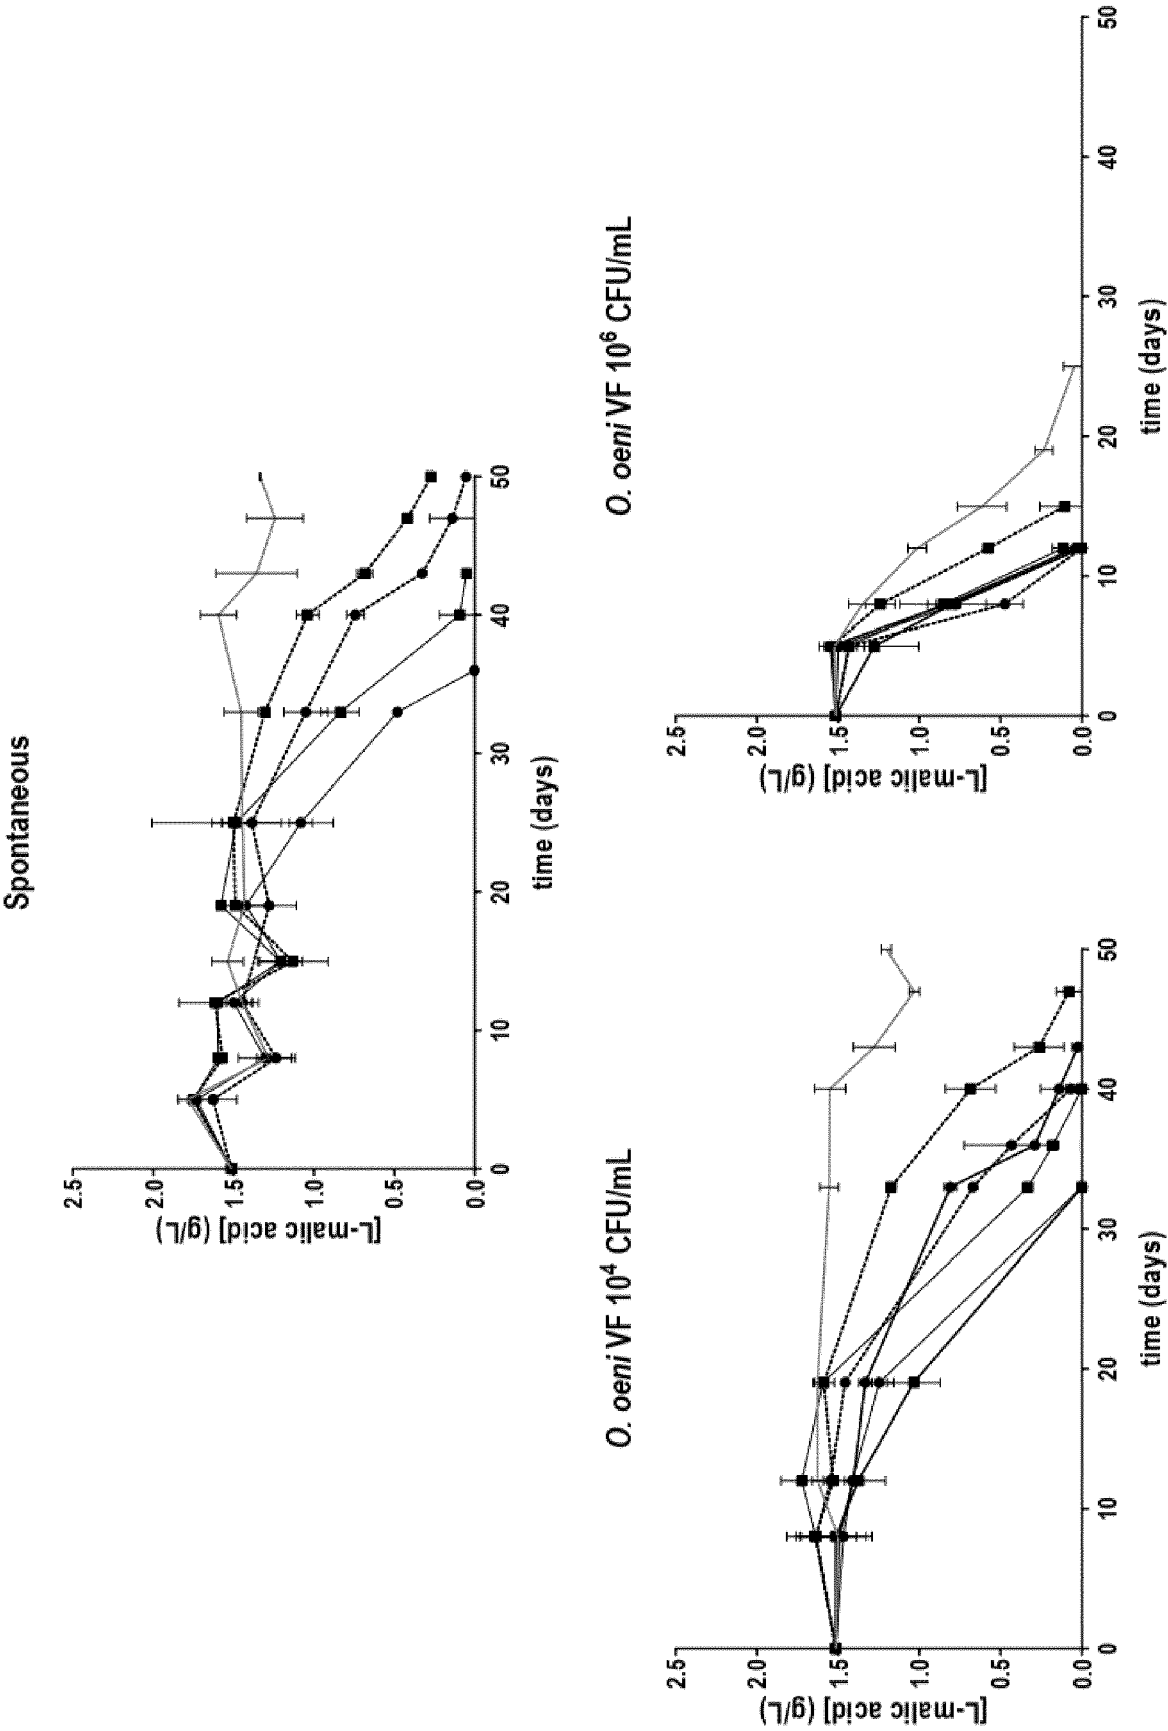 Spontaneous
[L-malic acid] (g/L)
2.5
2.0
1.5
1.0
0.5
0.0
0 10 20 30 40 50
time (days)
O. oeni VF 10⁴ CFU/mL
[L-malic acid] (g/L)
2.5
2.0
1.5
1.0
0.5
0.0
0 10 20 30 40 50
time (days)
O. oeni VF 10⁶ CFU/mL
[L-malic acid] (g/L)
2.5
2.0
1.5
1.0
0.5
0.0
0 10 20 30 40 50
time (days)